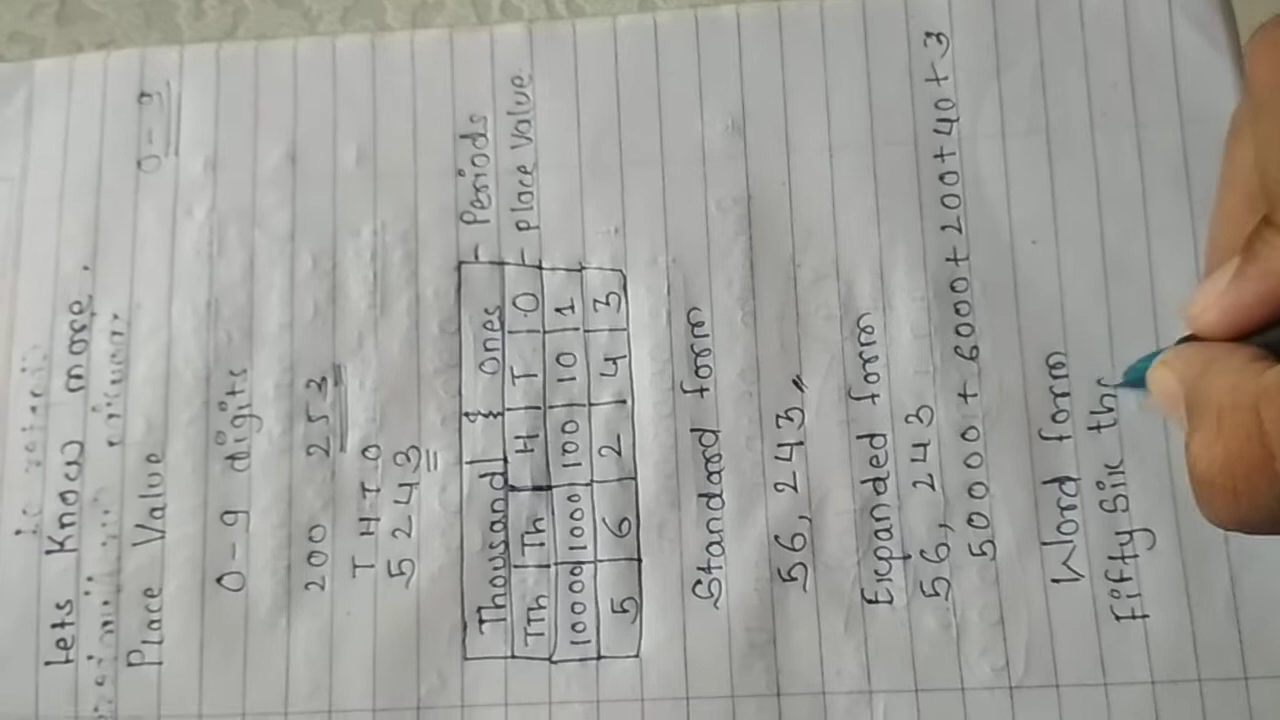 Lets Know more.
Place Value 0-9
0-9 digits
200 253
T H T O
5 2 4 3
Thousand { Ones - Periods
TTh Th H T O - place value
10000 1000 100 10 1
5 6 2 4 3
Standard form
56,243
Expanded form
56, 243
50000+6000+200+40+3
Word form
Fifty Six th